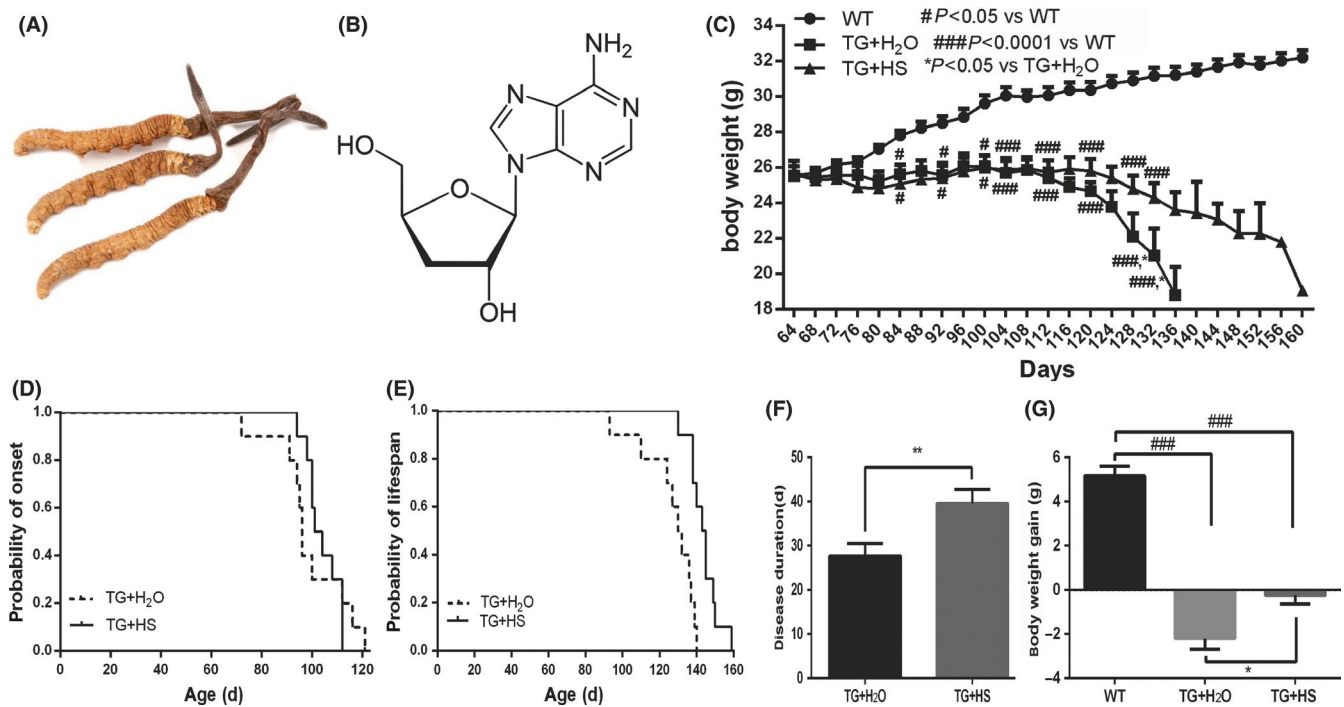 (A)
(B)
NH₂
N
N
N
N
HO
O
OH
(C)
WT #P<0.05 vs WT
TG+H₂O ###P<0.0001 vs WT
TG+HS *P<0.05 vs TG+H₂O
body weight (g)
36
32
30
26
24
22
20
18
# # # ### ### ### ### ###
# # # ### ### ### ###,* ###,*
64 68 72 76 80 84 88 92 96 100 104 108 112 116 120 124 128 132 136 140 144 148 152 156 160
Days
(D)
Probability of onset
1.0
0.8
0.6
0.4
0.2
0.0
TG+H₂O
TG+HS
0 20 40 60 80 100 120
Age (d)
(E)
Probability of lifespan
1.0
0.8
0.6
0.4
0.2
0.0
TG+H₂O
TG+HS
0 20 40 60 80 100 120 140 160
Age (d)
(F)
Disease duration(d)
50
40
30
20
10
0
**
TG+H₂O TG+HS
(G)
Body weight gain (g)
6
4
2
0
−2
−4
###
###
*
WT TG+H₂O TG+HS